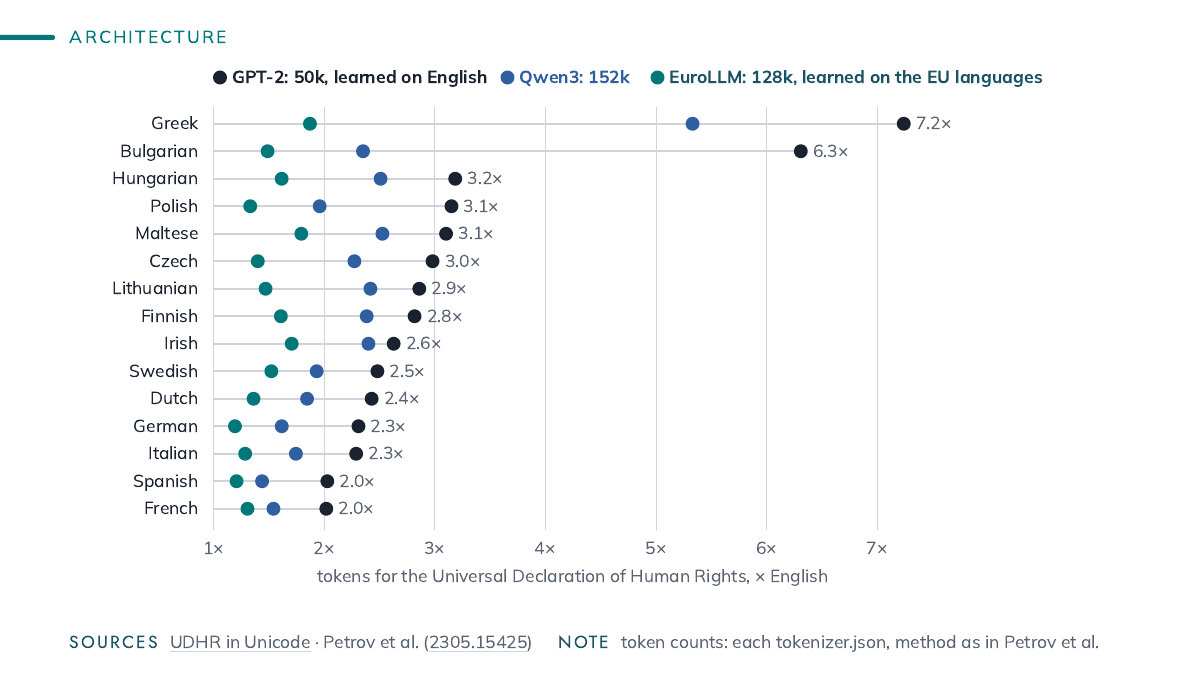 ARCHITECTURE
GPT-2: 50k, learned on English Qwen3: 152k EuroLLM: 128k, learned on the EU languages
Greek 7.2×
Bulgarian 6.3×
Hungarian 3.2×
Polish 3.1×
Maltese 3.1×
Czech 3.0×
Lithuanian 2.9×
Finnish 2.8×
Irish 2.6×
Swedish 2.5×
Dutch 2.4×
German 2.3×
Italian 2.3×
Spanish 2.0×
French 2.0×
1× 2× 3× 4× 5× 6× 7×
tokens for the Universal Declaration of Human Rights, × English
SOURCES UDHR in Unicode · Petrov et al. (2305.15425) NOTE token counts: each tokenizer.json, method as in Petrov et al.